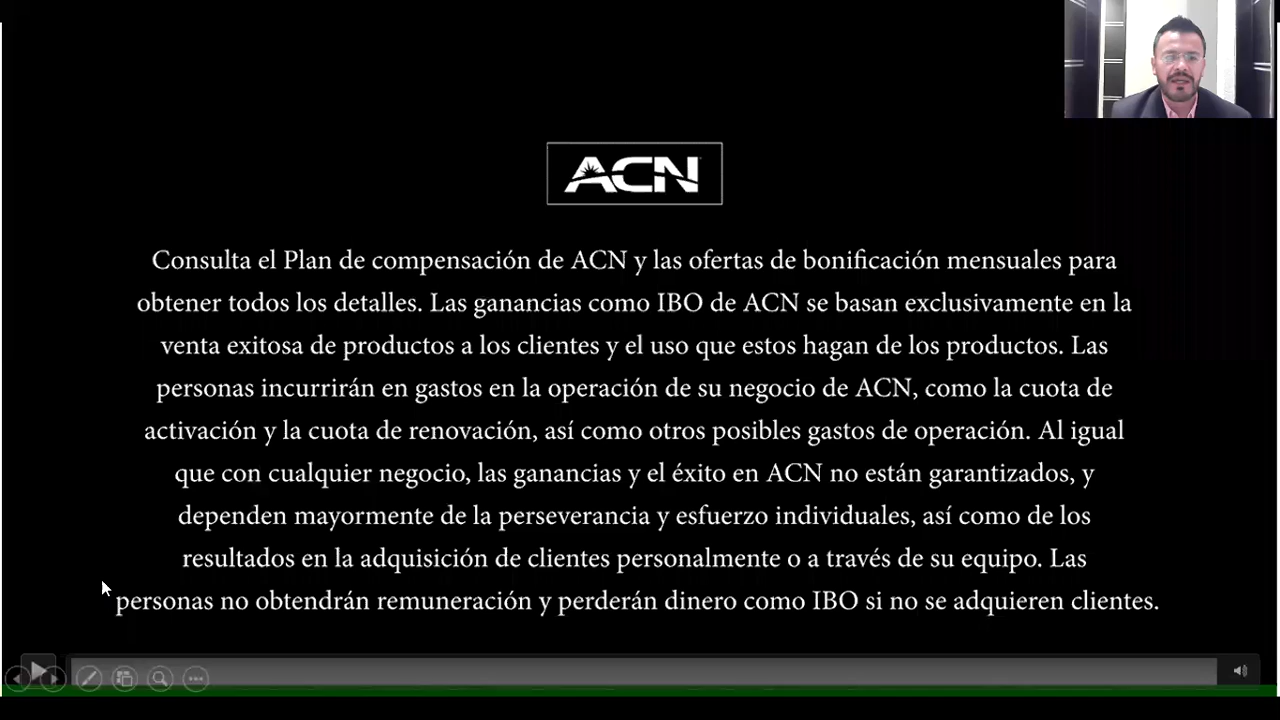 ACN
Consulta el Plan de compensación de ACN y las ofertas de bonificación mensuales para
obtener todos los detalles. Las ganancias como IBO de ACN se basan exclusivamente en la
venta exitosa de productos a los clientes y el uso que estos hagan de los productos. Las
personas incurrirán en gastos en la operación de su negocio de ACN, como la cuota de
activación y la cuota de renovación, así como otros posibles gastos de operación. Al igual
que con cualquier negocio, las ganancias y el éxito en ACN no están garantizados, y
dependen mayormente de la perseverancia y esfuerzo individuales, así como de los
resultados en la adquisición de clientes personalmente o a través de su equipo. Las
personas no obtendrán remuneración y perderán dinero como IBO si no se adquieren clientes.